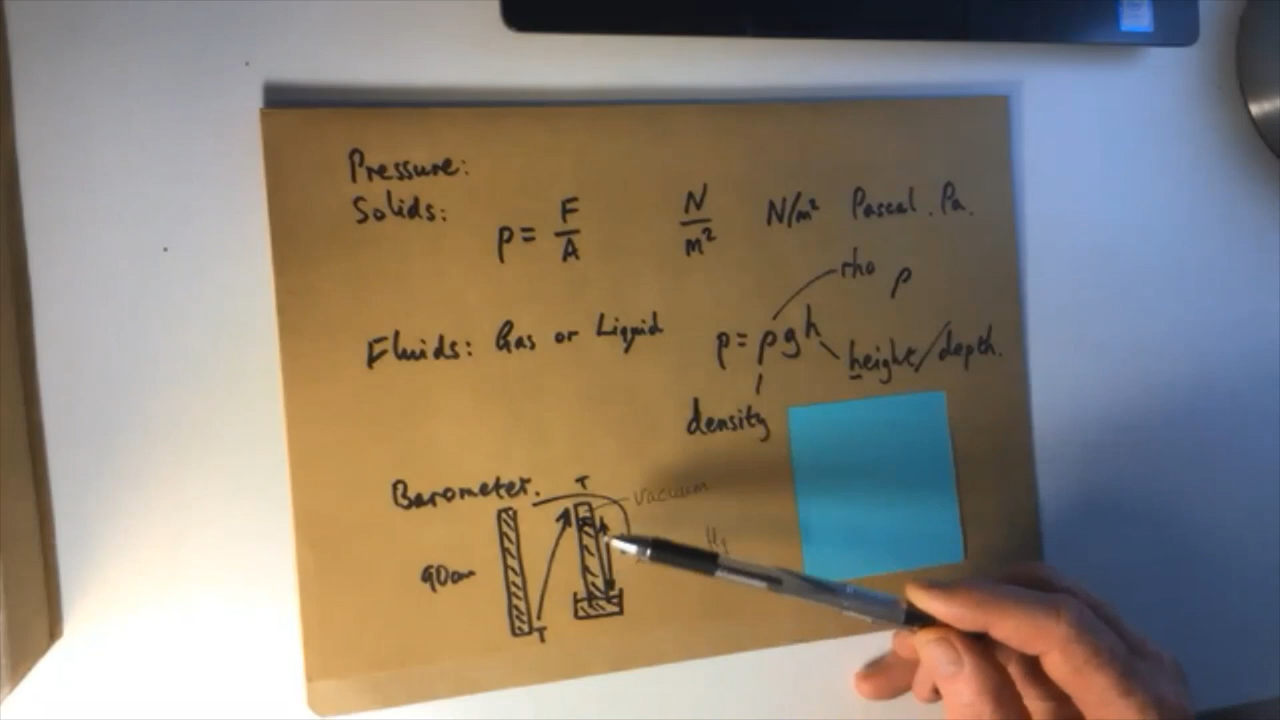 Pressure:
Solids: p = F/A N/m² N/m² Pascal. Pa.
rho ρ
Fluids: Gas or Liquid p = ρgh
height/depth.
density
Barometer. T vacuum
90cm
T